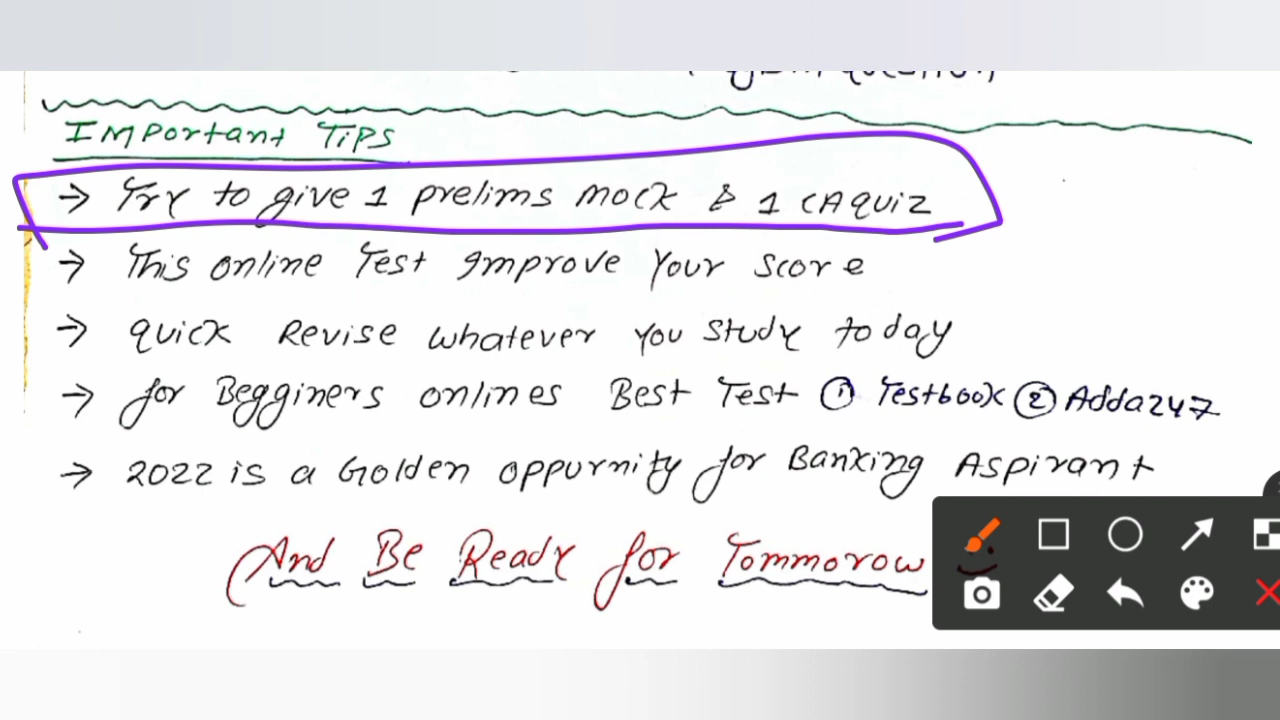 Important Tips
→ Try to give 1 prelims mock & 1 CA quiz
→ This online Test Improve Your Score
→ quick Revise whatever you study today
→ for Begginers onlines Best Test ① Testbook ② Adda247
→ 2022 is a Golden oppurnity for Banking Aspirant
And Be Ready for Tommorow